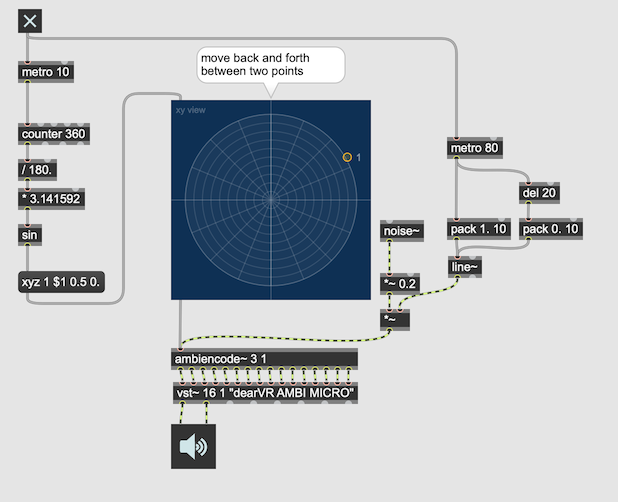 move back and forth
between two points
metro 10
xy view
counter 360
1
metro 80
/ 180.
* 3.141592
del 20
sin
noise~
pack 1. 10
pack 0. 10
line~
xyz 1 $1 0.5 0.
*~ 0.2
*~
ambiencode~ 3 1
vst~ 16 1 "dearVR AMBI MICRO"